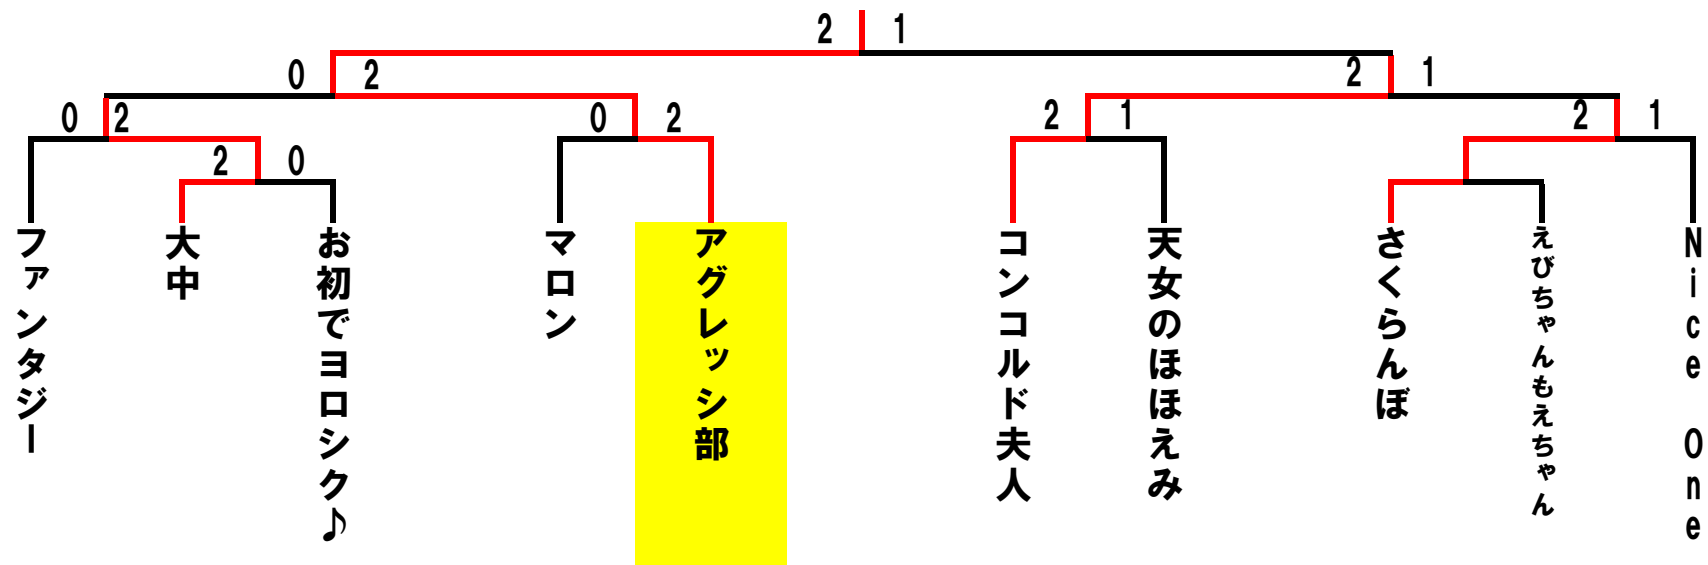 2 1
0 2 2 1
0 2 0 2 2 1 2 1
2 0
ファンタジー
大中
お初でヨロシク♪
マロン
アグレッシ部
コンコルド夫人
天女のほほえみ
さくらんぼ
えびちゃんもえちゃん
Nice One